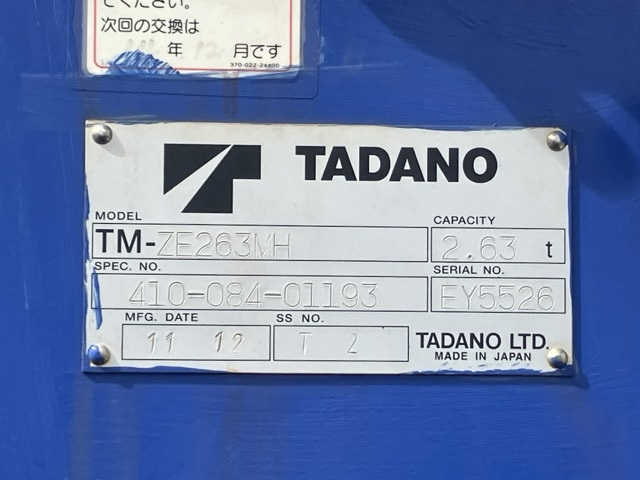 てください。
次回の交換は
年 12 月です
370-022-24400
TADANO
MODEL CAPACITY
TM-ZE263MH 2.63 t
SPEC. NO. SERIAL NO.
410-084-01193 EY5526
MFG. DATE SS NO.
11 12 T 2 TADANO LTD.
MADE IN JAPAN